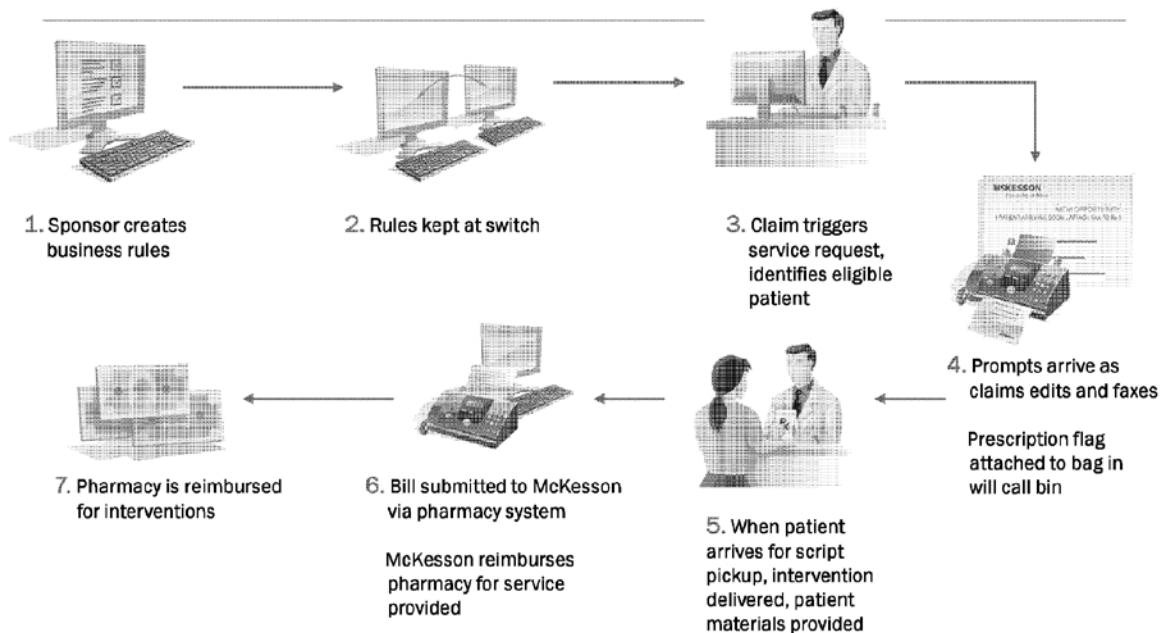 1. Sponsor creates
business rules
2. Rules kept at switch
3. Claim triggers
service request,
identifies eligible
patient
MCKESSON
4. Prompts arrive as
claims edits and faxes
Prescription flag
attached to bag in
will call bin
5. When patient
arrives for script
pickup, intervention
delivered, patient
materials provided
6. Bill submitted to McKesson
via pharmacy system
McKesson reimburses
pharmacy for service
provided
7. Pharmacy is reimbursed
for interventions